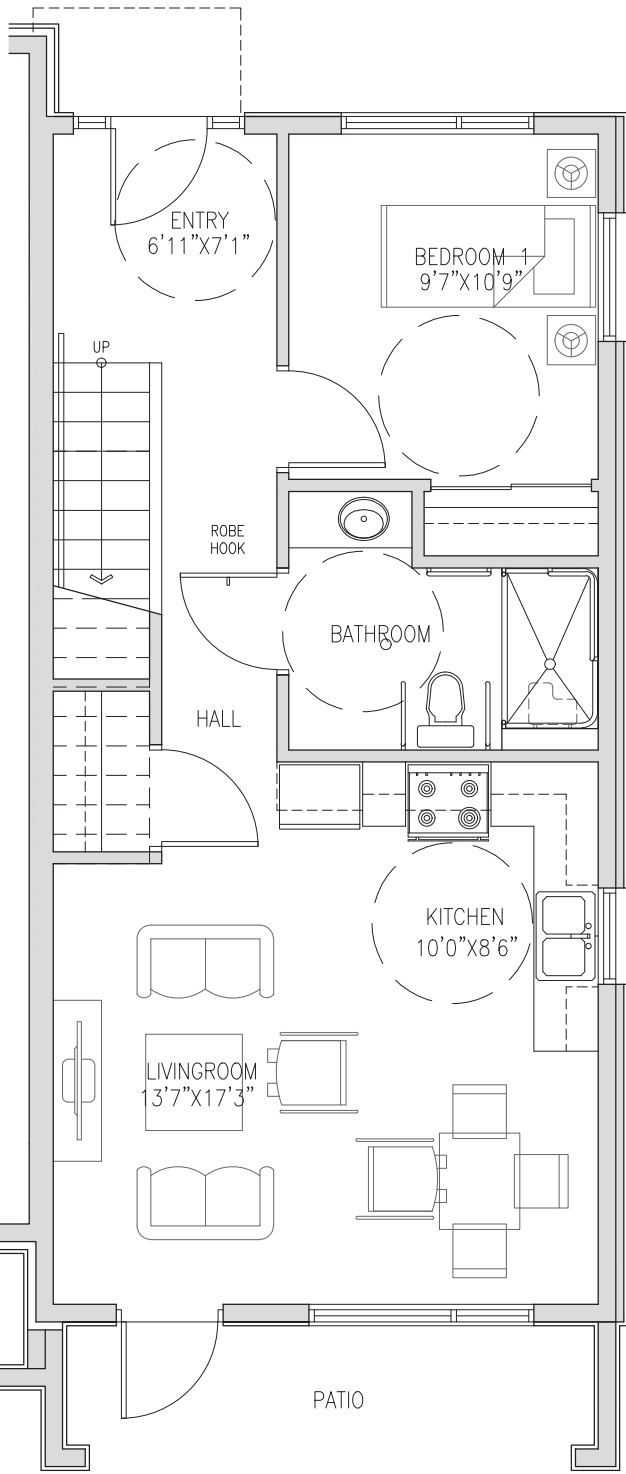 ENTRY
6'11"X7'1"
BEDROOM 1
9'7"X10'9"
UP
ROBE
HOOK
BATHROOM
HALL
KITCHEN
10'0"X8'6"
LIVINGROOM
13'7"X17'3"
PATIO